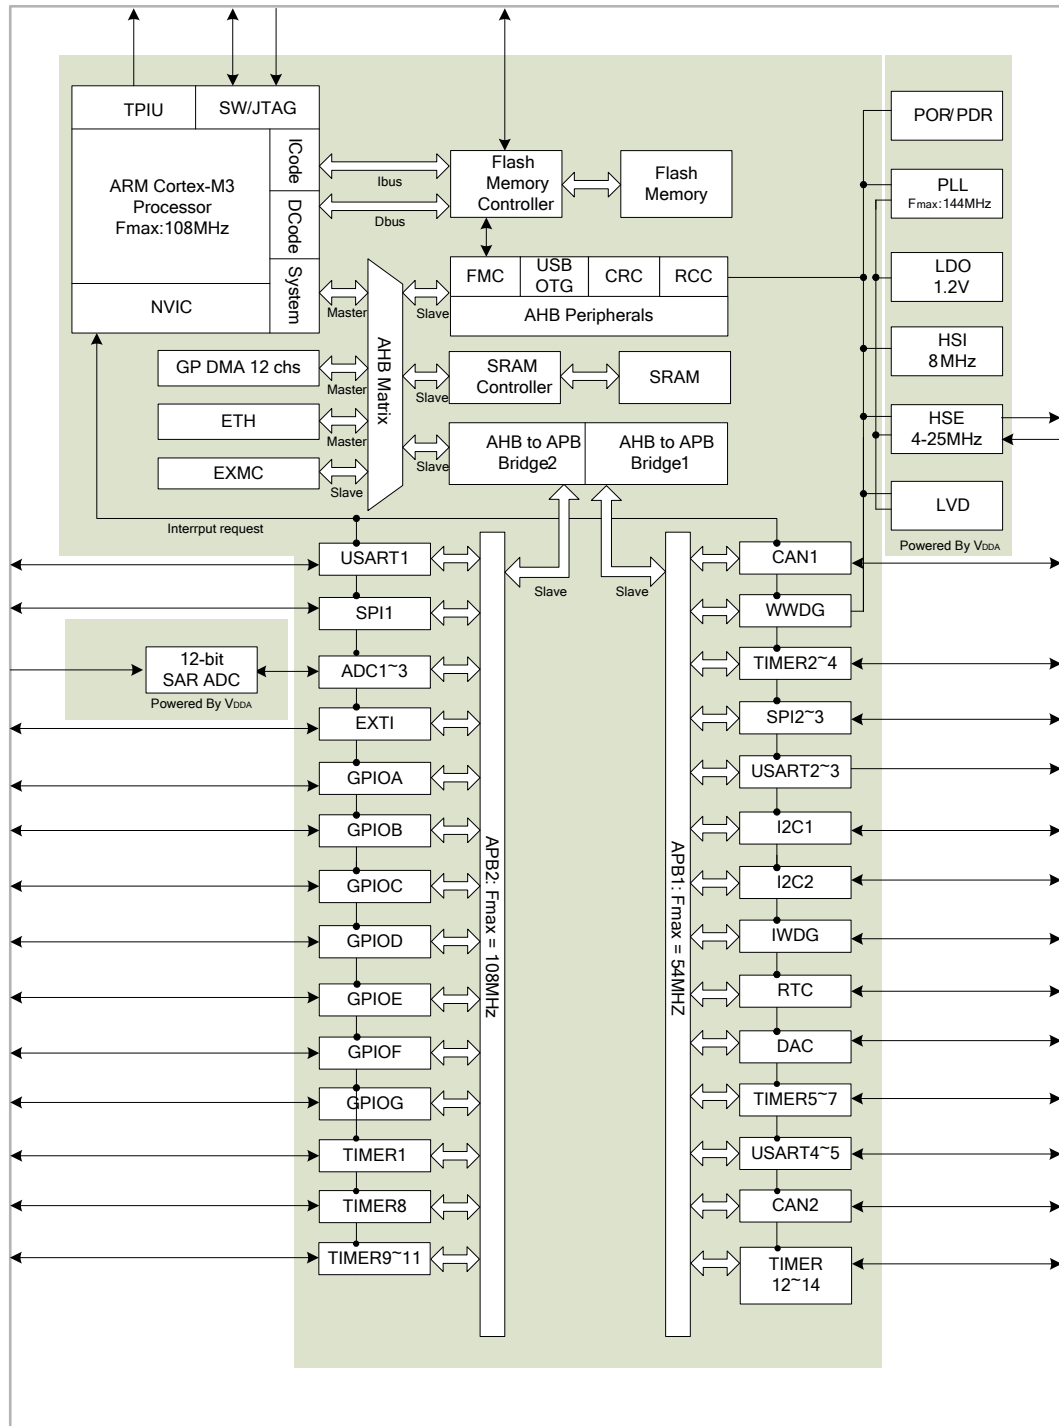 TPIU
SW/JTAG
ARM Cortex-M3
Processor
Fmax:108MHz
ICode
DCode
System
NVIC
Ibus
Dbus
Flash
Memory
Controller
Flash
Memory
FMC
USB
OTG
CRC
RCC
AHB Peripherals
Master
Slave
AHB Matrix
GP DMA 12 chs
Master
Slave
SRAM
Controller
SRAM
ETH
Master
EXMC
Slave
Slave
AHB to APB
Bridge2
AHB to APB
Bridge1
POR/PDR
PLL
Fmax:144MHz
LDO
1.2V
HSI
8MHz
HSE
4-25MHz
LVD
Powered By VDDA
Interrput request
Slave
Slave
USART1
SPI1
12-bit
SAR ADC
Powered By VDDA
ADC1~3
EXTI
GPIOA
GPIOB
GPIOC
GPIOD
GPIOE
GPIOF
GPIOG
TIMER1
TIMER8
TIMER9~11
APB2: Fmax = 108MHz
APB1: Fmax = 54MHZ
CAN1
WWDG
TIMER2~4
SPI2~3
USART2~3
I2C1
I2C2
IWDG
RTC
DAC
TIMER5~7
USART4~5
CAN2
TIMER
12~14